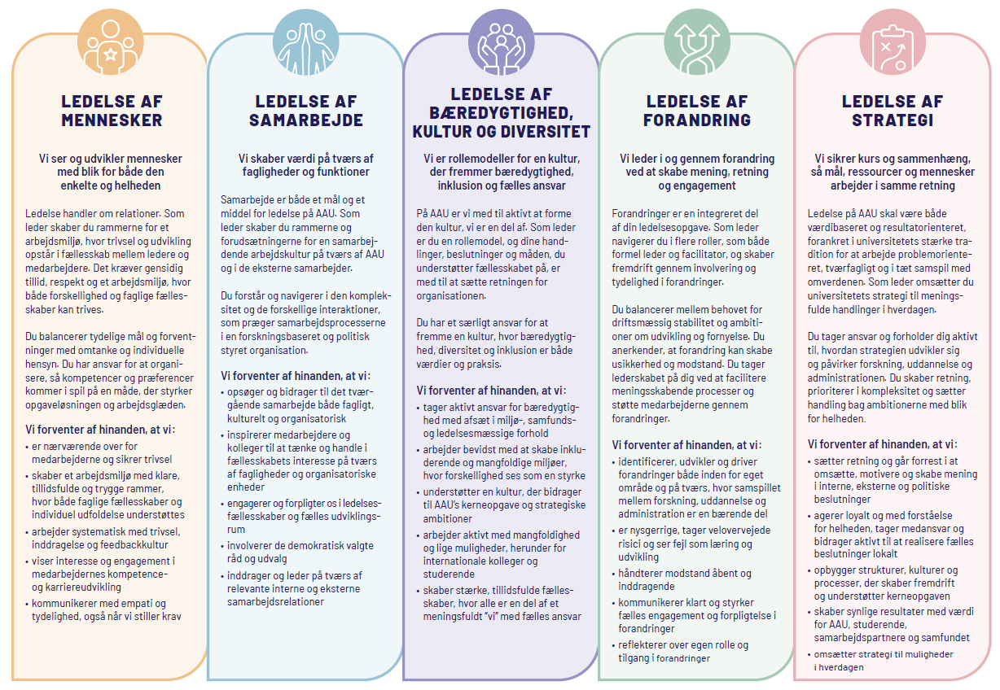 LEDELSE AF
MENNESKER
Vi ser og udvikler mennesker
med blik for både den
enkelte og helheden
Ledelse handler om relationer. Som
leder skaber du rammerne for et
arbejdsmiljø, hvor trivsel og udvikling
opstår i fællesskab mellem ledere og
medarbejdere. Det kræver gensidig
tillid, respekt og et arbejdsmiljø, hvor
både forskellighed og faglige fælles-
skaber kan trives.
Du balancerer tydelige mål og forvent-
ninger med omtanke og individuelle
hensyn. Du har ansvar for at organi-
sere, så kompetencer og præferencer
kommer i spil på en måde, der styrker
opgaveløsningen og arbejdsglæden.
Vi forventer af hinanden, at vi:
• er nærværende over for
medarbejderne og sikrer trivsel
• skaber et arbejdsmiljø med klare,
tillidsfulde og trygge rammer,
hvor både faglige fællesskaber og
individuel udfoldelse understøttes
• arbejder systematisk med trivsel,
inddragelse og feedbackkultur
• viser interesse og engagement i
medarbejdernes kompetence-
og karriereudvikling
• kommunikerer med empati og
tydelighed, også når vi stiller krav
LEDELSE AF
SAMARBEJDE
Vi skaber værdi på tværs af
fagligheder og funktioner
Samarbejde er både et mål og et
middel for ledelse på AAU. Som
leder skaber du rammerne og
forudsætningerne for en samarbej-
dende arbejdskultur på tværs af AAU
og i de eksterne samarbejder.
Du forstår og navigerer i den komplek-
sitet og de forskellige interaktioner,
som præger samarbejdsprocesserne
i en forskningsbaseret og politisk
styret organisation.
Vi forventer af hinanden, at vi:
• opsøger og bidrager til det tvær-
gående samarbejde både fagligt,
kulturelt og organisatorisk
• inspirerer medarbejdere og
kolleger til at tænke og handle i
fællesskabets interesse på tværs
af fagligheder og organisatoriske
enheder
• engagerer og forpligter os i ledelses-
fællesskaber og fælles udviklings-
rum
• involverer de demokratisk valgte
råd og udvalg
• inddrager og leder på tværs af
relevante interne og eksterne
samarbejdsrelationer
LEDELSE AF
BÆREDYGTIGHED,
KULTUR OG DIVERSITET
Vi er rollemodeller for en kultur,
der fremmer bæredygtighed,
inklusion og fælles ansvar
På AAU er vi med til aktivt at forme
den kultur, vi er en del af. Som leder
er du en rollemodel, og dine hand-
linger, beslutninger og måden, du
understøtter fællesskabet på, er
med til at sætte retningen for
organisationen.
Du har et særligt ansvar for at
fremme en kultur, hvor bæredygtig-
hed, diversitet og inklusion er både
værdier og praksis.
Vi forventer af hinanden, at vi:
• tager aktivt ansvar for bæredygtig-
hed med afsæt i miljø-, samfunds-
og ledelsesmæssige forhold
• arbejder bevidst med at skabe inklu-
derende og mangfoldige miljøer,
hvor forskellighed ses som en styrke
• understøtter en kultur, der bidrager
til AAU's kerneopgave og strategiske
ambitioner
• arbejder aktivt med mangfoldighed
og lige muligheder, herunder for
internationale kolleger og
studerende
• skaber stærke, tillidsfulde fælles-
skaber, hvor alle er en del af et
meningsfuldt “vi” med fælles ansvar
LEDELSE AF
FORANDRING
Vi leder i og gennem forandring
ved at skabe mening, retning
og engagement
Forandringer er en integreret del
af din ledelsesopgave. Som leder
navigerer du i flere roller, som både
formel leder og facilitator, og skaber
fremdrift gennem involvering og
tydelighed i forandringer.
Du balancerer mellem behovet for
driftsmæssig stabilitet og ambiti-
oner om udvikling og fornyelse. Du
anerkender, at forandring kan skabe
usikkerhed og modstand. Du tager
lederskabet på dig ved at facilitere
meningsskabende processer og
støtte medarbejderne gennem
forandringer.
Vi forventer af hinanden, at vi:
• identificerer, udvikler og driver
forandringer både inden for eget
område og på tværs, hvor samspillet
mellem forskning, uddannelse og
administration er en bærende del
• er nysgerrige, tager velovervejede
risici og ser fejl som læring og
udvikling
• håndterer modstand åbent og
inddragende
• kommunikerer klart og styrker
fælles engagement og forpligtelse i
forandringer
• reflekterer over egen rolle og
tilgang i forandringer
LEDELSE AF
STRATEGI
Vi sikrer kurs og sammenhæng,
så mål, ressourcer og mennesker
arbejder i samme retning
Ledelse på AAU skal være både
værdibaseret og resultatorienteret,
forankret i universitetets stærke tra-
dition for at arbejde problemoriente-
ret, tværfagligt og i tæt samspil med
omverdenen. Som leder omsætter du
universitetets strategi til menings-
fulde handlinger i hverdagen.
Du tager ansvar og forholder dig aktivt
til, hvordan strategien udvikler sig
og påvirker forskning, uddannelse og
administrationen. Du skaber retning,
prioriterer i kompleksitet og sætter
handling bag ambitionerne med blik
for helheden.
Vi forventer af hinanden, at vi:
• sætter retning og går forrest i at
omsætte, motivere og skabe mening
i interne, eksterne og politiske
beslutninger
• agerer loyalt og med forståelse
for helheden, tager medansvar og
bidrager aktivt til at realisere fælles
beslutninger lokalt
• opbygger strukturer, kulturer og
processer, der skaber fremdrift
og understøtter kerneopgaven
• skaber synlige resultater med værdi
for AAU, studerende,
samarbejdspartnere og samfundet
• omsætter strategi til muligheder
i hverdagen